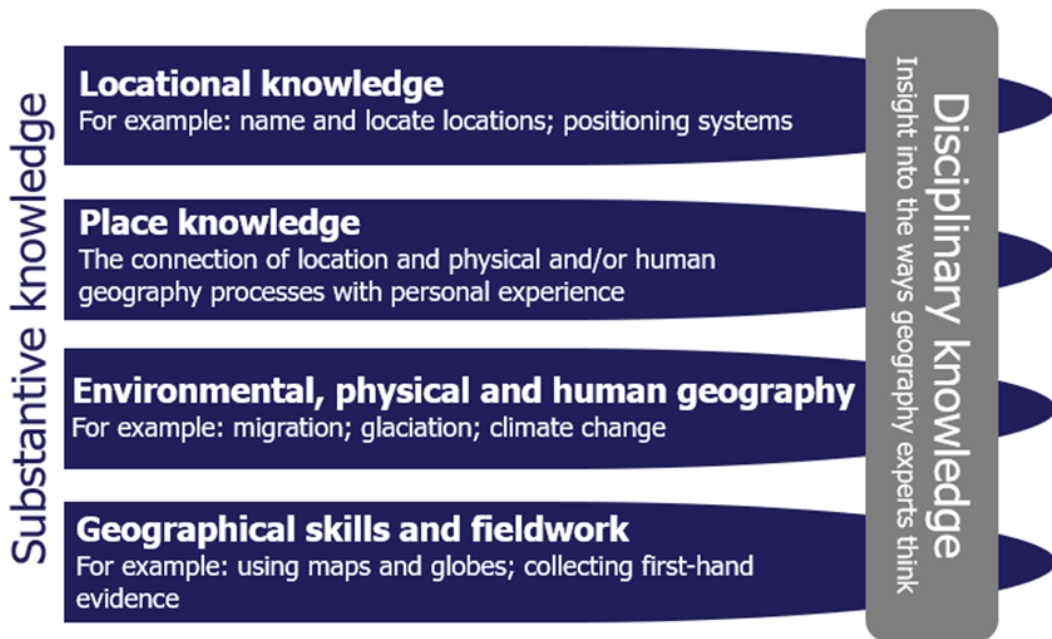 Substantive knowledge
Locational knowledge
For example: name and locate locations; positioning systems
Place knowledge
The connection of location and physical and/or human
geography processes with personal experience
Environmental, physical and human geography
For example: migration; glaciation; climate change
Geographical skills and fieldwork
For example: using maps and globes; collecting first-hand
evidence
Disciplinary knowledge
Insight into the ways geography experts think